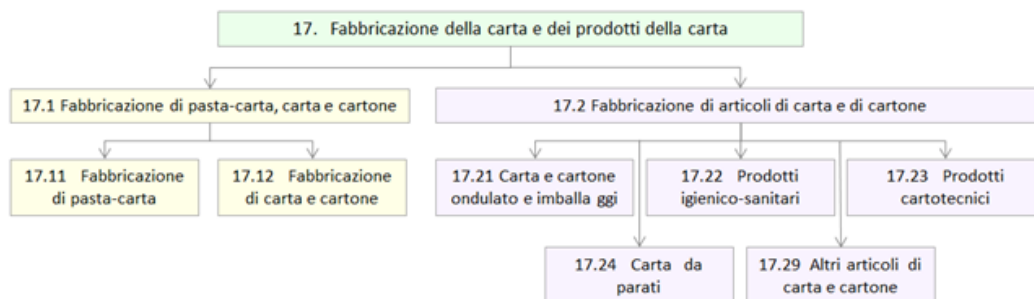 17. Fabbricazione della carta e dei prodotti della carta
17.1 Fabbricazione di pasta-carta, carta e cartone
17.2 Fabbricazione di articoli di carta e di cartone
17.11 Fabbricazione
di pasta-carta
17.12 Fabbricazione
di carta e cartone
17.21 Carta e cartone
ondulato e imballa ggi
17.22 Prodotti
igienico-sanitari
17.23 Prodotti
cartotecnici
17.24 Carta da
parati
17.29 Altri articoli di
carta e cartone